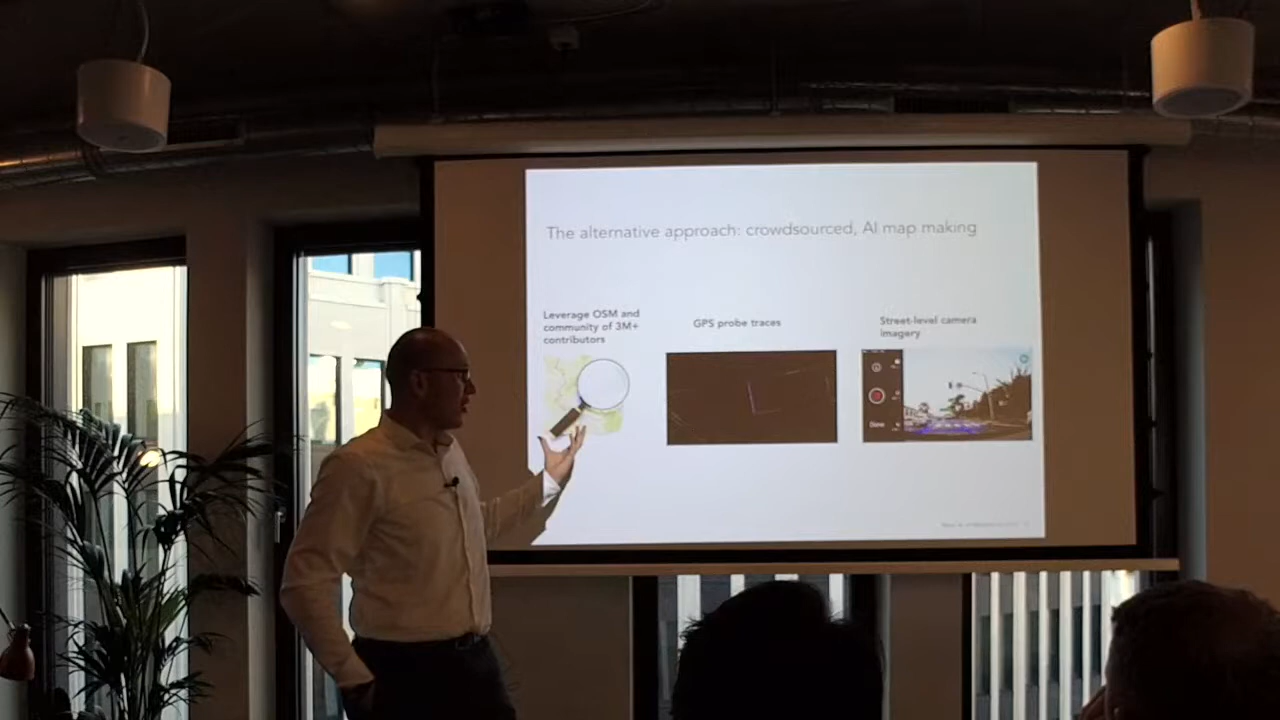 The alternative approach: crowdsourced, AI map making
Leverage OSM and
community of 3M+
contributors
GPS probe traces
Street-level camera
imagery
Done